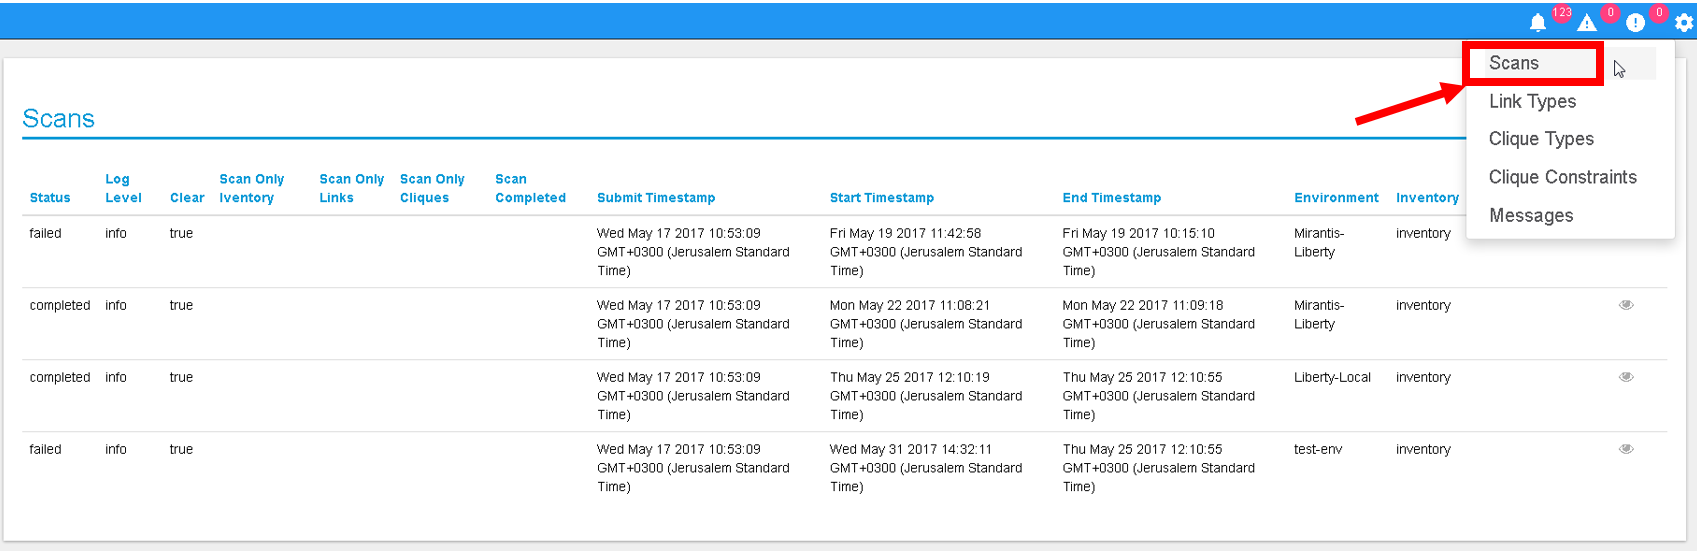 123 0 0
Scans
Link Types
Clique Types
Clique Constraints
Messages
Scans
Status Log Level Clear Scan Only Iventory Scan Only Links Scan Only Cliques Scan Completed Submit Timestamp Start Timestamp End Timestamp Environment Inventory
failed info true Wed May 17 2017 10:53:09 Fri May 19 2017 11:42:58 Fri May 19 2017 10:15:10 Mirantis- inventory
GMT+0300 (Jerusalem Standard GMT+0300 (Jerusalem Standard GMT+0300 (Jerusalem Standard Liberty
Time) Time) Time)
completed info true Wed May 17 2017 10:53:09 Mon May 22 2017 11:08:21 Mon May 22 2017 11:09:18 Mirantis- inventory
GMT+0300 (Jerusalem Standard GMT+0300 (Jerusalem Standard GMT+0300 (Jerusalem Standard Liberty
Time) Time) Time)
completed info true Wed May 17 2017 10:53:09 Thu May 25 2017 12:10:19 Thu May 25 2017 12:10:55 Liberty-Local inventory
GMT+0300 (Jerusalem Standard GMT+0300 (Jerusalem Standard GMT+0300 (Jerusalem Standard
Time) Time) Time)
failed info true Wed May 17 2017 10:53:09 Wed May 31 2017 14:32:11 Thu May 25 2017 12:10:55 test-env inventory
GMT+0300 (Jerusalem Standard GMT+0300 (Jerusalem Standard GMT+0300 (Jerusalem Standard
Time) Time) Time)